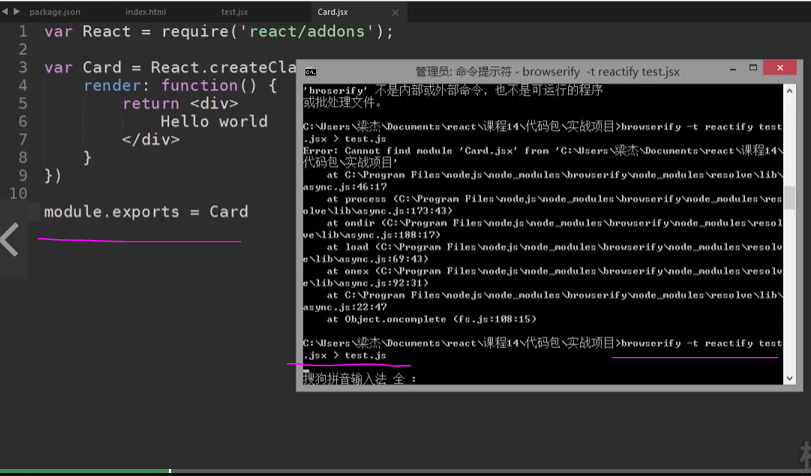 package.json index.html test.js Card.jsx
1 var React = require('react/addons');
2
3 var Card = React.createCla
4 render: function() {
5 return <div>
6 Hello world
7 </div>
8 }
9 })
10
module.exports = Card
管理员: 命令提示符 - browserify -t reactify test.jsx
'broserify' 不是内部或外部命令，也不是可运行的程序
或批处理文件。
C:\Users\梁杰\Documents\react\课程14\代码包\实战项目>browserify -t reactify test
.jsx > test.js
Error: Cannot find module 'Card.jsx' from 'C:\Users\梁杰\Documents\react\课程14\
代码包\实战项目'
at C:\Program Files\nodejs\node_modules\browserify\node_modules\resolve\lib\
async.js:46:17
at process (C:\Program Files\nodejs\node_modules\browserify\node_modules\res
olve\lib\async.js:173:43)
at ondir (C:\Program Files\nodejs\node_modules\browserify\node_modules\resol
ve\lib\async.js:188:17)
at load (C:\Program Files\nodejs\node_modules\browserify\node_modules\resolv
e\lib\async.js:69:43)
at onex (C:\Program Files\nodejs\node_modules\browserify\node_modules\resolv
e\lib\async.js:92:31)
at C:\Program Files\nodejs\node_modules\browserify\node_modules\resolve\lib\
async.js:22:47
at Object.oncomplete (fs.js:108:15)
C:\Users\梁杰\Documents\react\课程14\代码包\实战项目>browserify -t reactify test
.jsx > test.js
搜狗拼音输入法 全 :